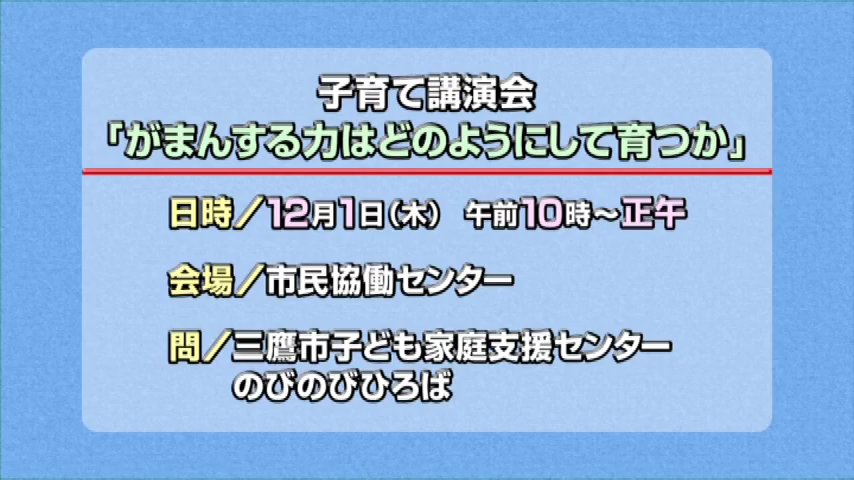 子育て講演会
「がまんする力はどのようにして育つか」
日時／12月1日（木） 午前10時～正午
会場／市民協働センター
問／三鷹市子ども家庭支援センター
のびのびひろば